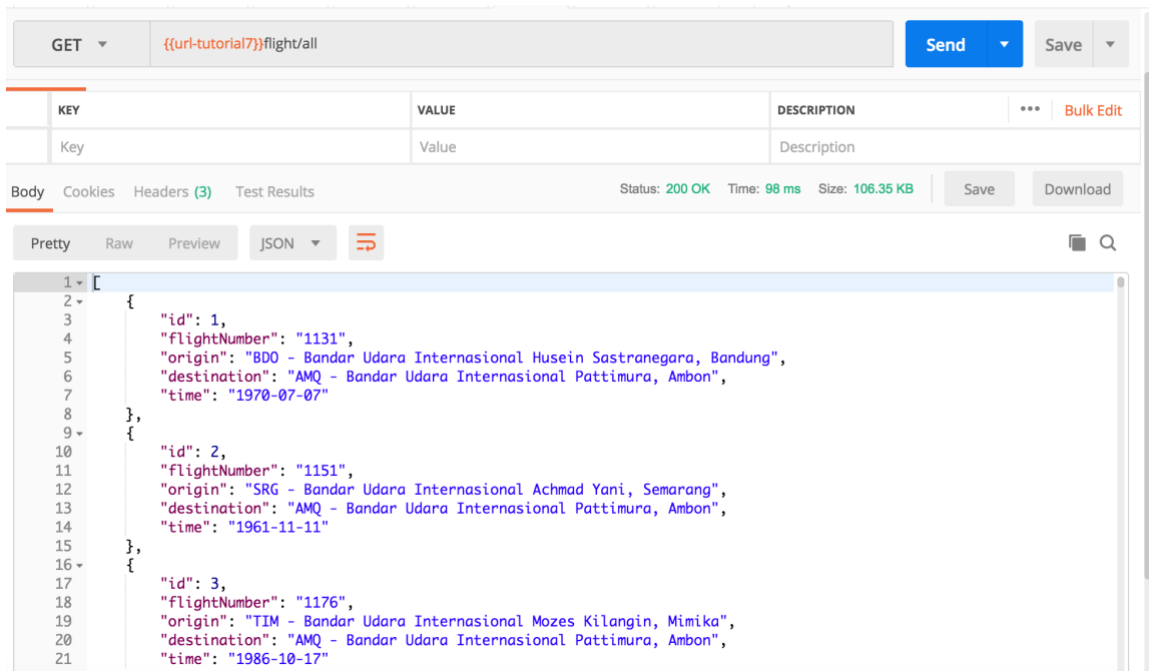 GET {{url-tutorial7}}flight/all Send Save
KEY VALUE DESCRIPTION ••• Bulk Edit
Key Value Description
Body Cookies Headers (3) Test Results Status: 200 OK Time: 98 ms Size: 106.35 KB Save Download
Pretty Raw Preview JSON
1 [
2 {
3 "id": 1,
4 "flightNumber": "1131",
5 "origin": "BDO - Bandar Udara Internasional Husein Sastranegara, Bandung",
6 "destination": "AMQ - Bandar Udara Internasional Pattimura, Ambon",
7 "time": "1970-07-07"
8 },
9 {
10 "id": 2,
11 "flightNumber": "1151",
12 "origin": "SRG - Bandar Udara Internasional Achmad Yani, Semarang",
13 "destination": "AMQ - Bandar Udara Internasional Pattimura, Ambon",
14 "time": "1961-11-11"
15 },
16 {
17 "id": 3,
18 "flightNumber": "1176",
19 "origin": "TIM - Bandar Udara Internasional Mozes Kilangin, Mimika",
20 "destination": "AMQ - Bandar Udara Internasional Pattimura, Ambon",
21 "time": "1986-10-17"